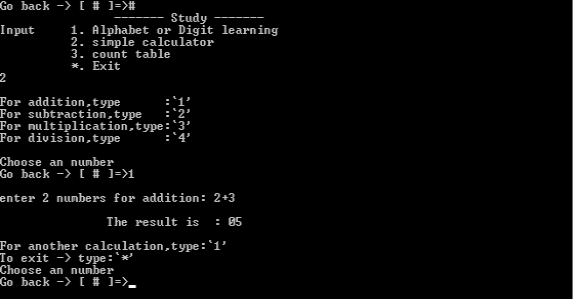 Go back -> [ # ]=>#
------- Study -------
Input 1. Alphabet or Digit learning
2. simple calculator
3. count table
*. Exit
2
For addition,type :`1'
For subtraction,type :`2'
For multiplication,type:`3'
For division,type :`4'
Choose an number
Go back -> [ # ]=>1
enter 2 numbers for addition: 2+3
The result is : 05
For another calculation,type:`1'
To exit -> type:`*'
Choose an number
Go back -> [ # ]=>_